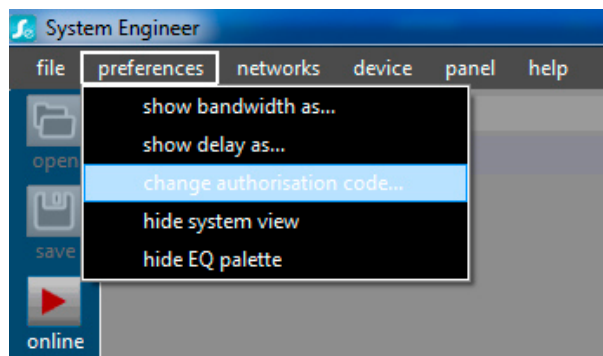 System Engineer
file preferences networks device panel help
show bandwidth as...
show delay as...
open
change authorisation code...
hide system view
save
hide EQ palette
online